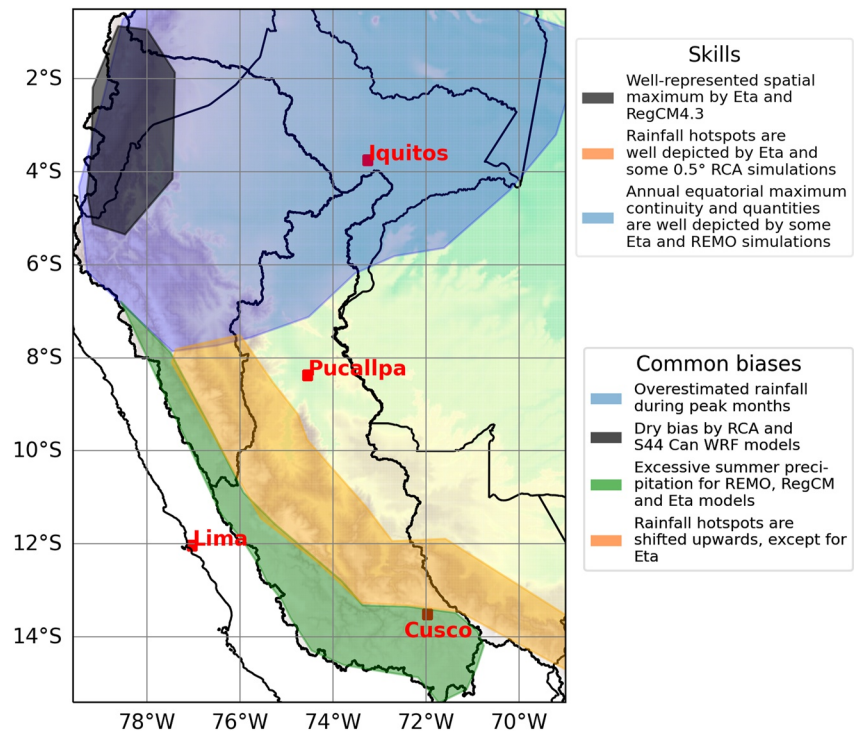 2°S
4°S
6°S
8°S
10°S
12°S
14°S
78°W
76°W
74°W
72°W
70°W
Iquitos
Pucallpa
Lima
Cusco
Skills
Well-represented spatial
maximum by Eta and
RegCM4.3
Rainfall hotspots are
well depicted by Eta and
some 0.5° RCA simulations
Annual equatorial maximum
continuity and quantities
are well depicted by some
Eta and REMO simulations
Common biases
Overestimated rainfall
during peak months
Dry bias by RCA and
S44 Can WRF models
Excessive summer preci-
pitation for REMO, RegCM
and Eta models
Rainfall hotspots are
shifted upwards, except for
Eta